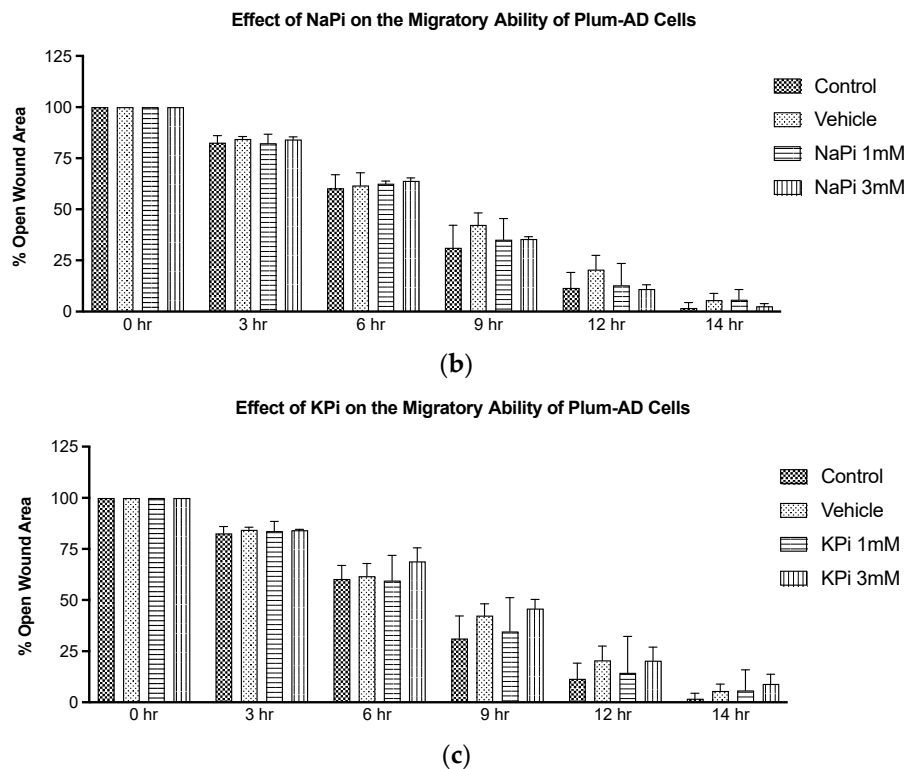 Effect of NaPi on the Migratory Ability of Plum-AD Cells
125
100
75
50
25
0
% Open Wound Area
Control
Vehicle
NaPi 1mM
NaPi 3mM
0 hr 3 hr 6 hr 9 hr 12 hr 14 hr
(b)
Effect of KPi on the Migratory Ability of Plum-AD Cells
125
100
75
50
25
0
% Open Wound Area
Control
Vehicle
KPi 1mM
KPi 3mM
0 hr 3 hr 6 hr 9 hr 12 hr 14 hr
(c)